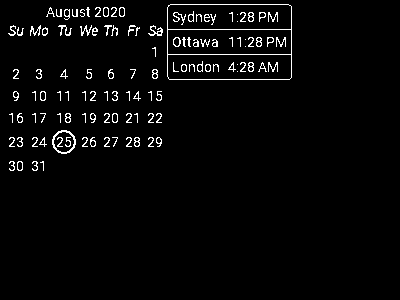 August 2020
Su Mo Tu We Th Fr Sa
1
2 3 4 5 6 7 8
9 10 11 12 13 14 15
16 17 18 19 20 21 22
23 24 25 26 27 28 29
30 31
Sydney 1:28 PM
Ottawa 11:28 PM
London 4:28 AM